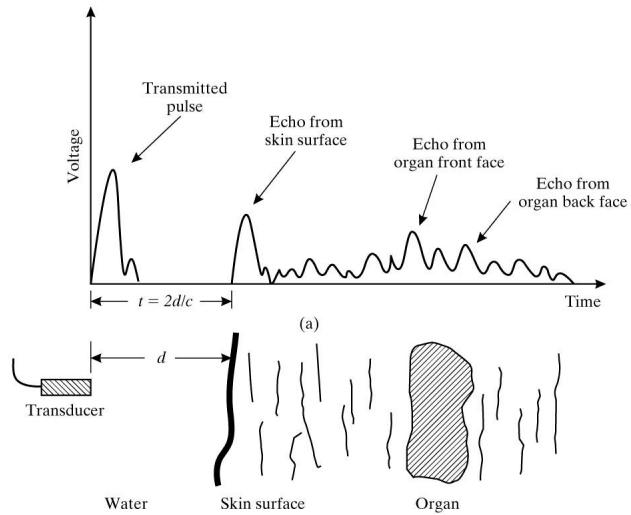 Transmitted
pulse
Echo from
skin surface
Echo from
organ front face
Echo from
organ back face
Voltage
t = 2d/c
Time
(a)
d
Transducer
Water
Skin surface
Organ